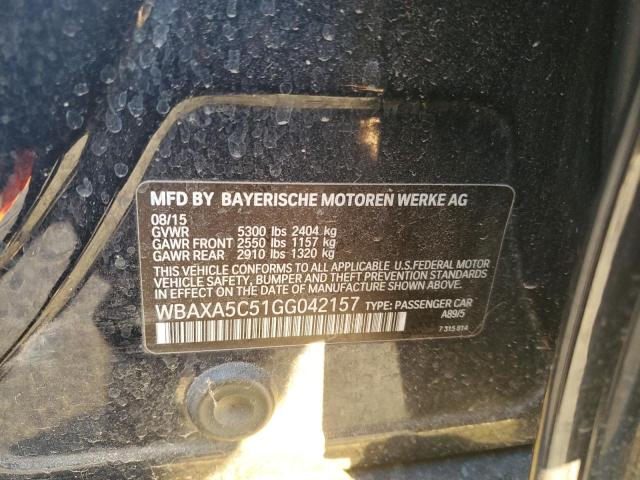 MFD BY BAYERISCHE MOTOREN WERKE AG
08/15
GVWR 5300 lbs 2404 kg
GAWR FRONT 2550 lbs 1157 kg
GAWR REAR 2910 lbs 1320 kg
THIS VEHICLE CONFORMS TO ALL APPLICABLE U.S.FEDERAL MOTOR
VEHICLE SAFETY, BUMPER AND THEFT PREVENTION STANDARDS
IN EFFECT ON THE DATE OF MANUFACTURE SHOWN ABOVE.
WBAXA5C51GG042157 TYPE: PASSENGER CAR
A89/5
7 315 814